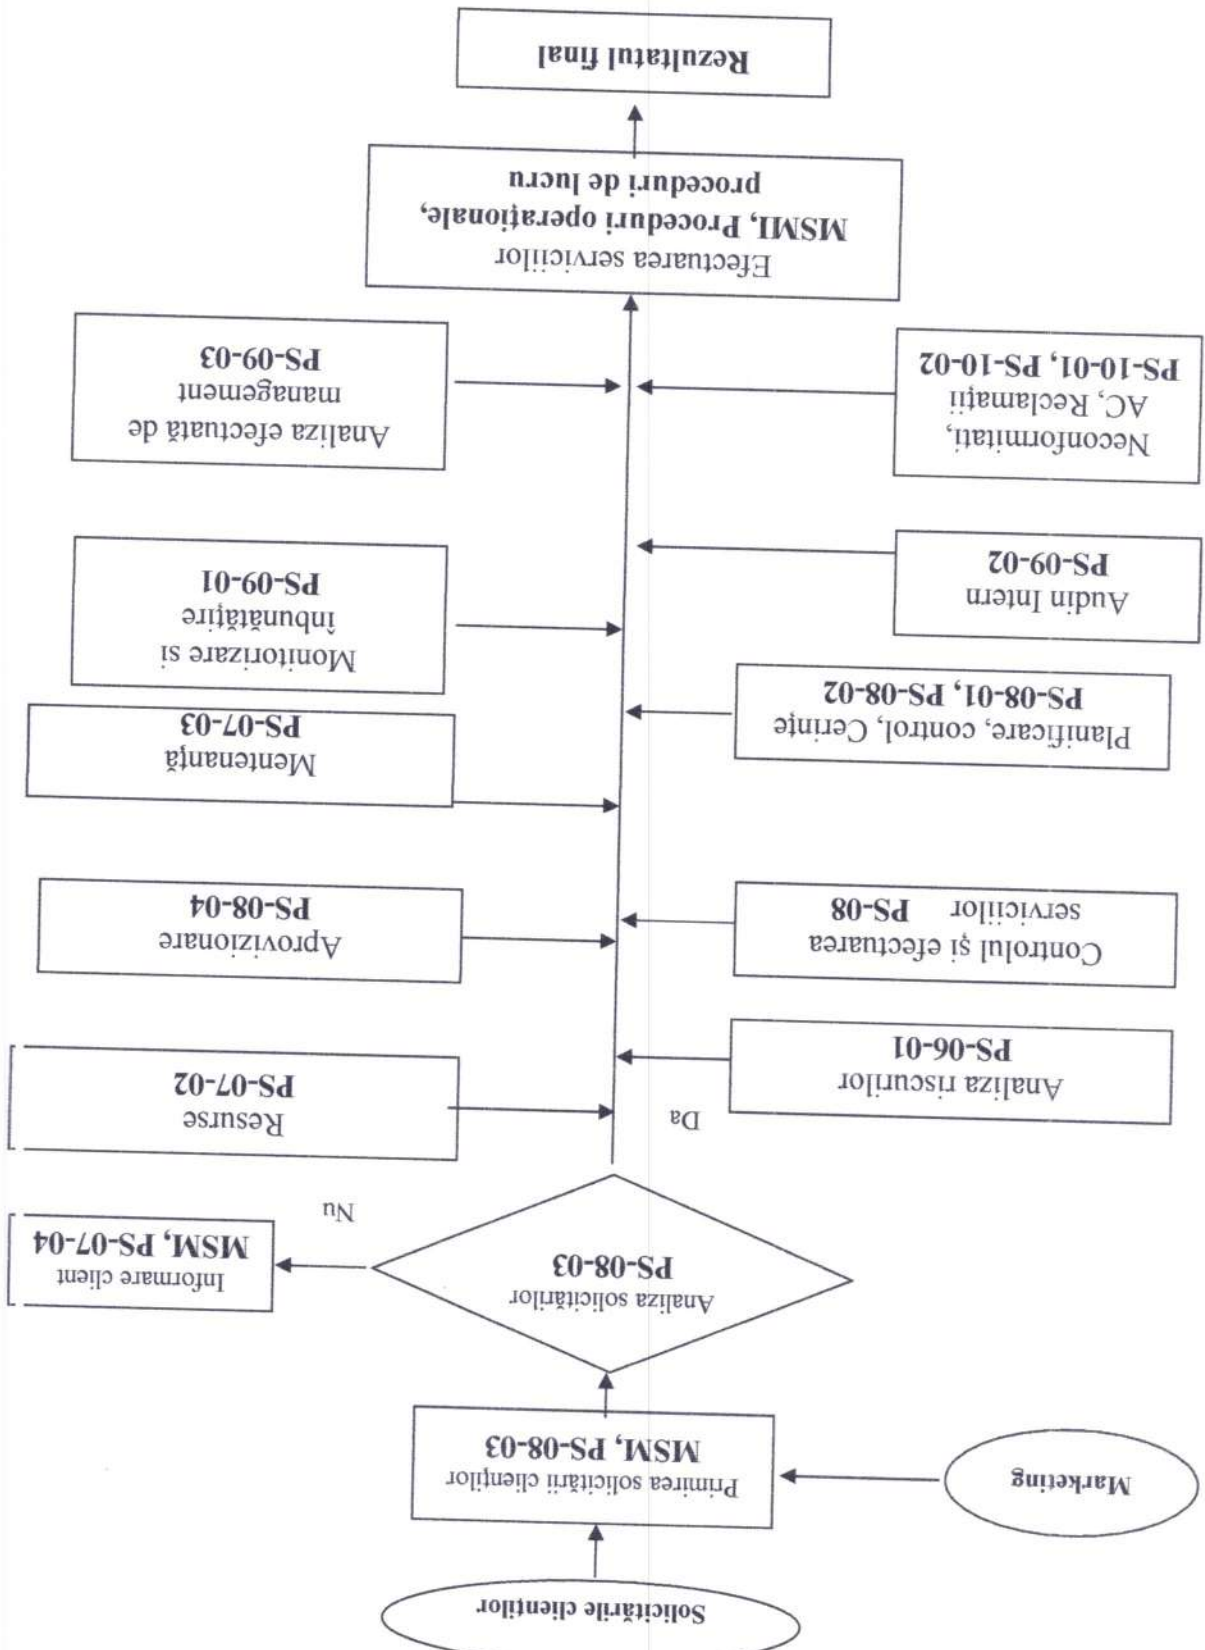 Solicitările clienților
Marketing
Primirea solicitării clienților
MSM, PS-08-03
Analiza solicitărilor
PS-08-03
Nu
Informare client
MSM, PS-07-04
Da
Analiza riscurilor
PS-06-01
Resurse
PS-07-02
Controlul și efectuarea
serviciilor PS-08
Aprovizionare
PS-08-04
Planificare, control, Cerințe
PS-08-01, PS-08-02
Mentenanță
PS-07-03
Audin Intern
PS-09-02
Monitorizare si
înbunătățire
PS-09-01
Neconformitati,
AC, Reclamații
PS-10-01, PS-10-02
Analiza efectuată de
management
PS-09-03
Efectuarea serviciilor
MSMI, Proceduri operaționale,
proceduri de lucru
Rezultatul final